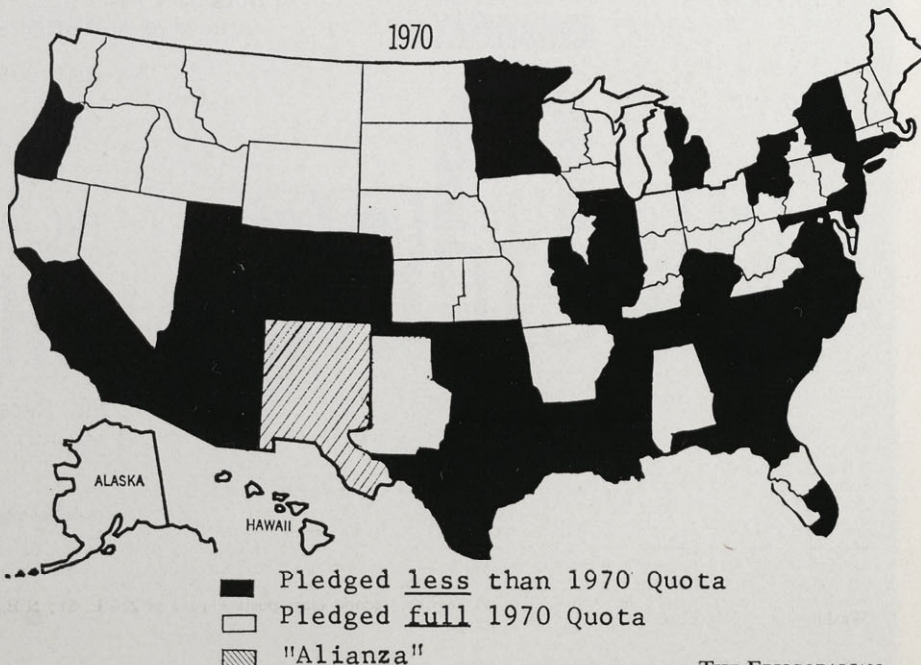 1970
ALASKA
HAWAII
Pledged less than 1970 Quota
Pledged full 1970 Quota
"Alianza"